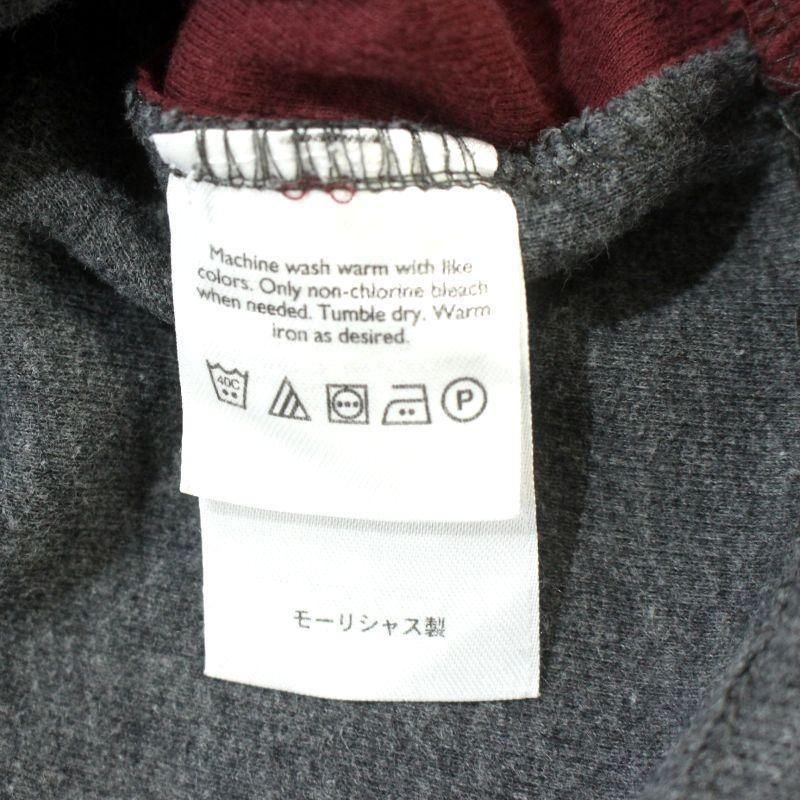 Machine wash warm with like
colors. Only non-chlorine bleach
when needed. Tumble dry. Warm
iron as desired.
40C P
モーリシャス製